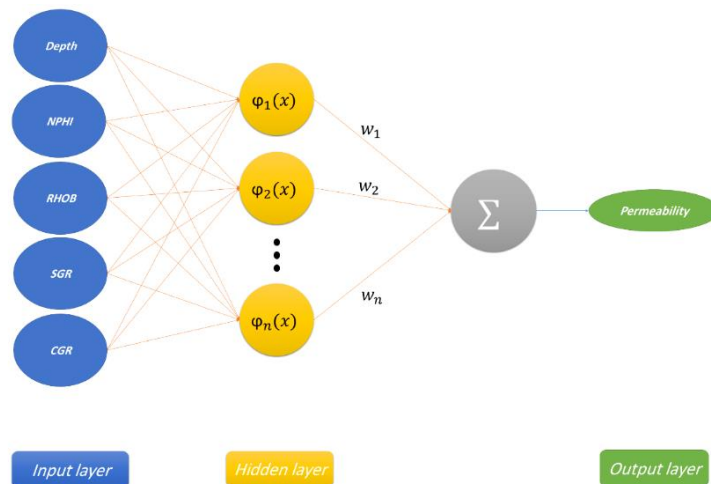 Depth
NPHI
RHOB
SGR
CGR
φ₁(x)
φ₂(x)
φₙ(x)
w₁
w₂
wₙ
∑
Permeability
Input layer
Hidden layer
Output layer